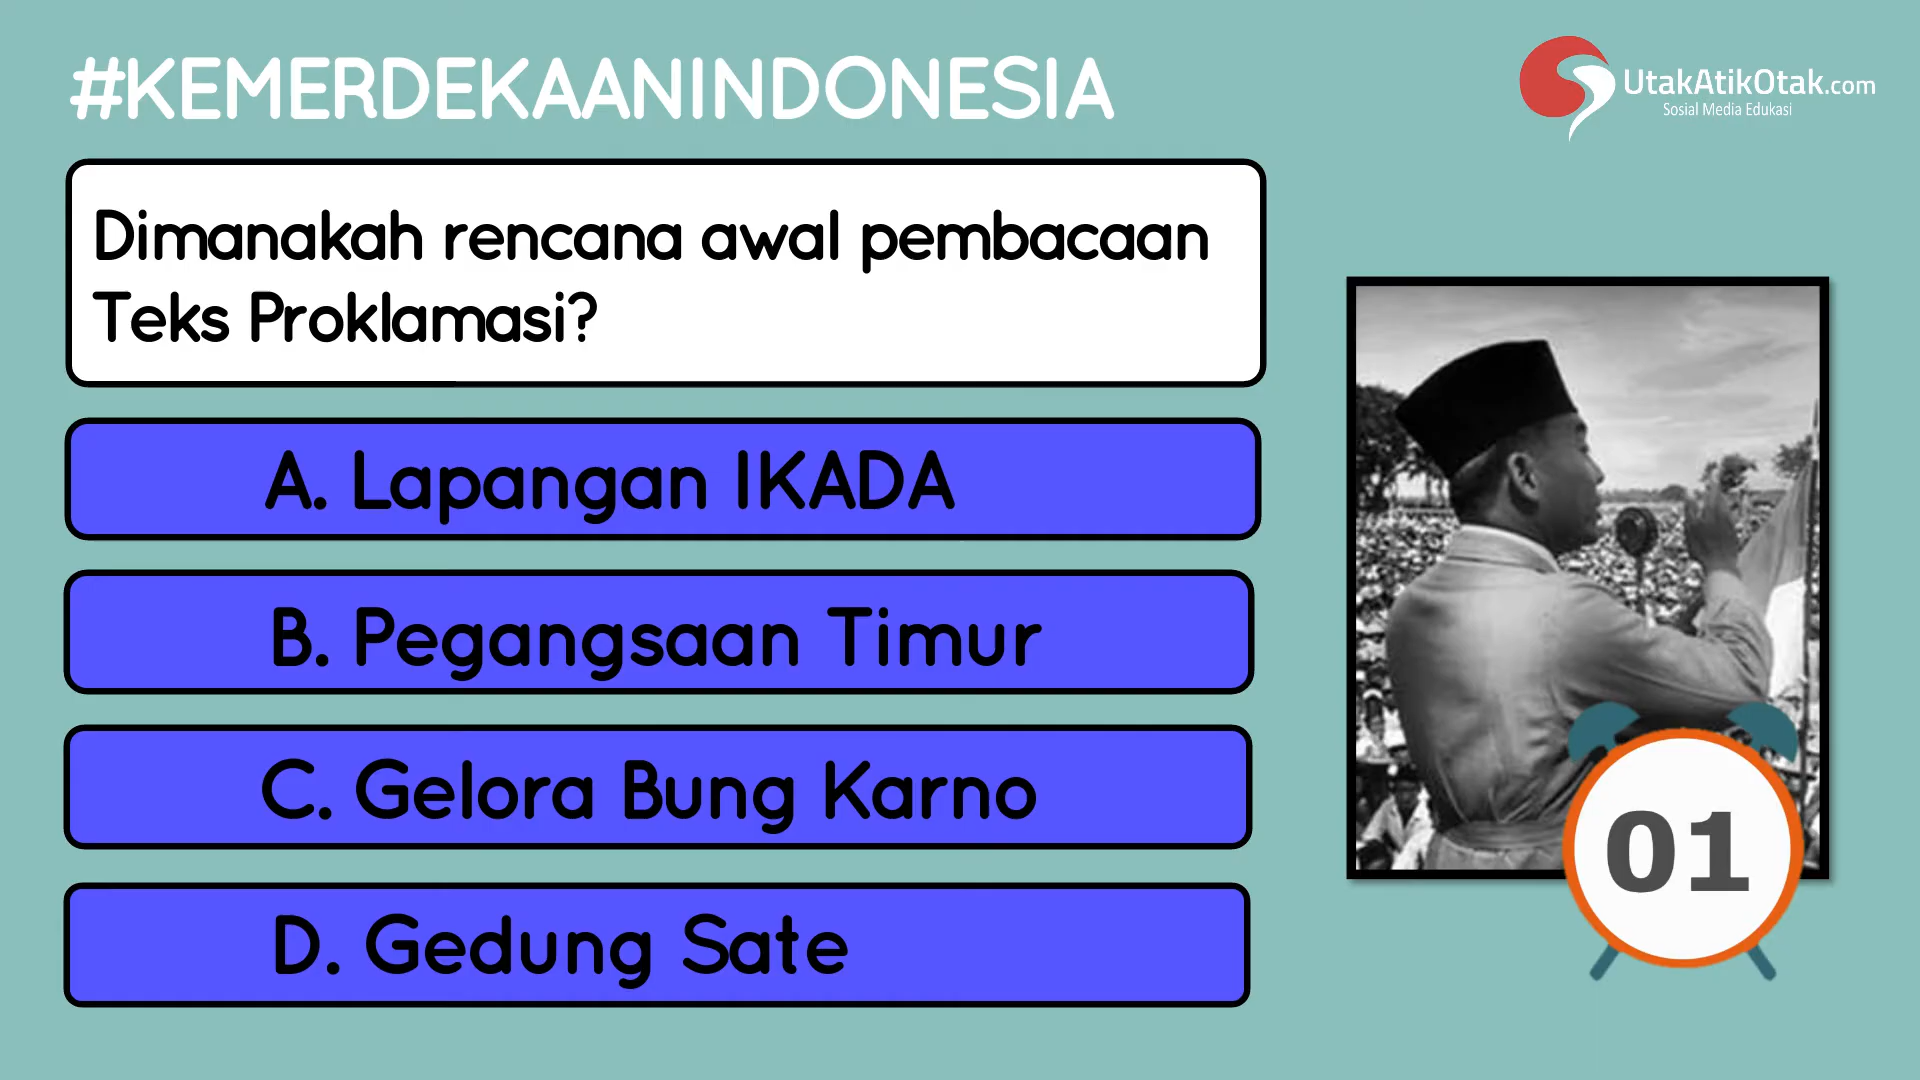 #KEMERDEKAANINDONESIA
UtakAtikOtak.com
Sosial Media Edukasi
Dimanakah rencana awal pembacaan
Teks Proklamasi?
A. Lapangan IKADA
B. Pegangsaan Timur
C. Gelora Bung Karno
D. Gedung Sate
01